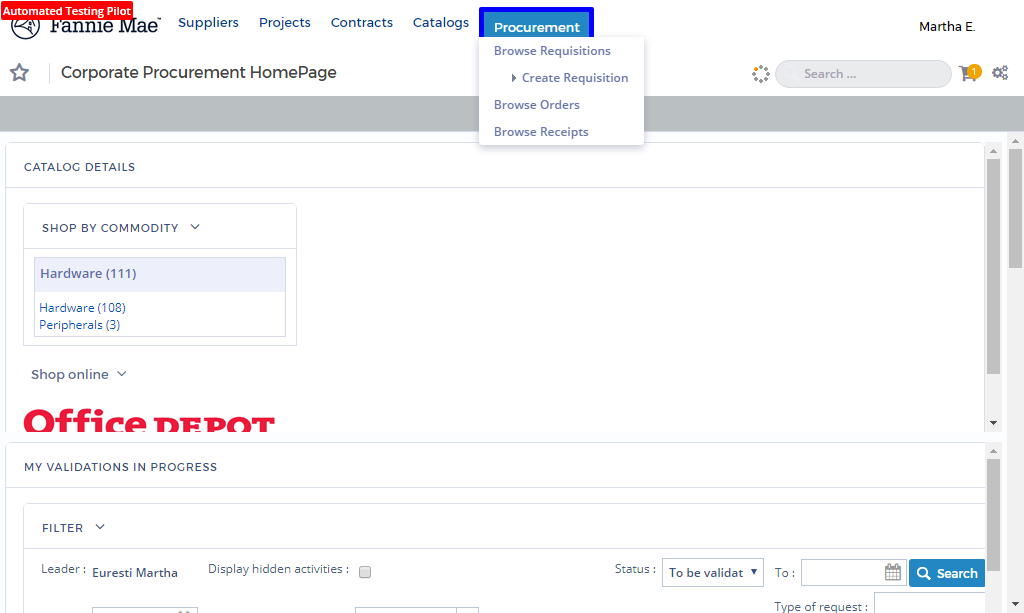 Automated Testing Pilot
Fannie Mae™
Suppliers
Projects
Contracts
Catalogs
Procurement
Martha E.
Browse Requisitions
Create Requisition
Browse Orders
Browse Receipts
Corporate Procurement HomePage
Search ...
1
CATALOG DETAILS
SHOP BY COMMODITY
Hardware (111)
Hardware (108)
Peripherals (3)
Shop online
Office DEPOT
MY VALIDATIONS IN PROGRESS
FILTER
Leader : Euresti Martha
Display hidden activities :
Status : To be validat
To :
Search
Type of request :